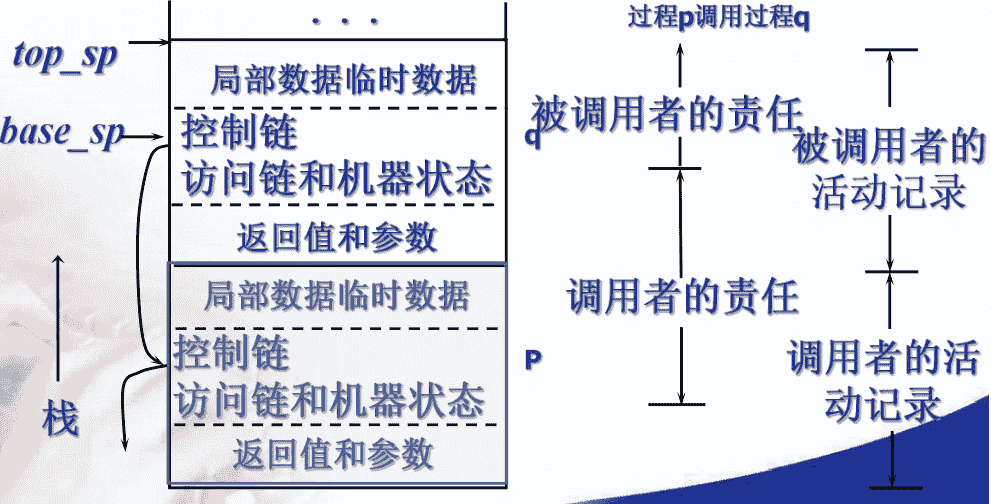 . . .
过程p调用过程q
top_sp
局部数据临时数据
base_sp
控制链
访问链和机器状态
返回值和参数
q
被调用者的责任
被调用者的
活动记录
局部数据临时数据
调用者的责任
控制链
访问链和机器状态
返回值和参数
P
调用者的活
动记录
栈